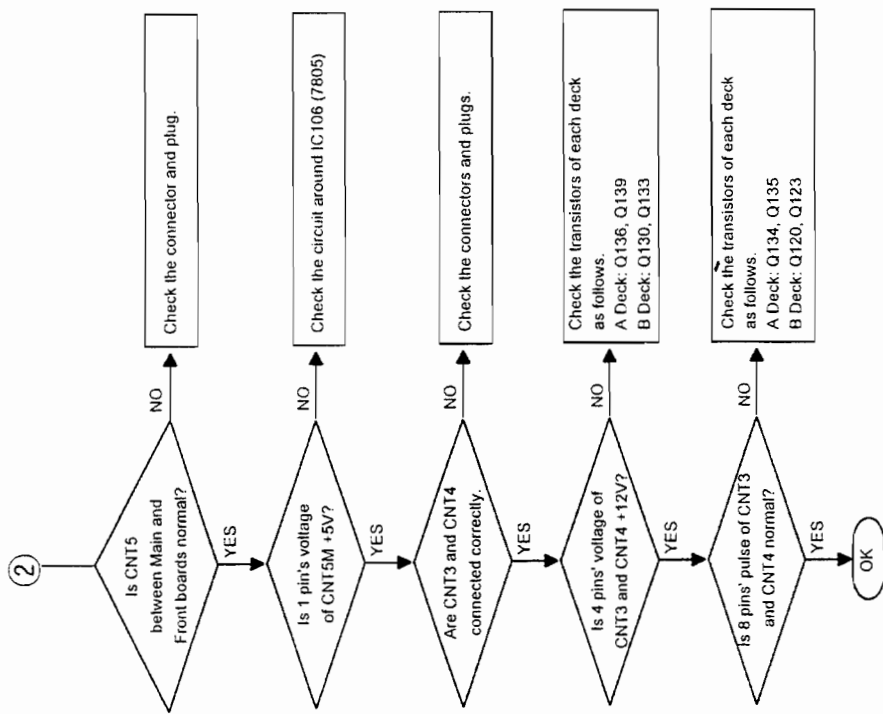 2
Is CNT5
between Main and
Front boards normal?
NO
Check the connector and plug.
YES
Is 1 pin's voltage
of CNT5M +5V?
NO
Check the circuit around IC106 (7805)
YES
Are CNT3 and CNT4
connected correctly.
NO
Check the connectors and plugs.
YES
Is 4 pins' voltage of
CNT3 and CNT4 +12V?
NO
Check the transistors of each deck
as follows.
A Deck: Q136, Q139
B Deck: Q130, Q133
YES
Is 8 pins' pulse of CNT3
and CNT4 normal?
NO
Check the transistors of each deck
as follows.
A Deck: Q134, Q135
B Deck: Q120, Q123
YES
OK